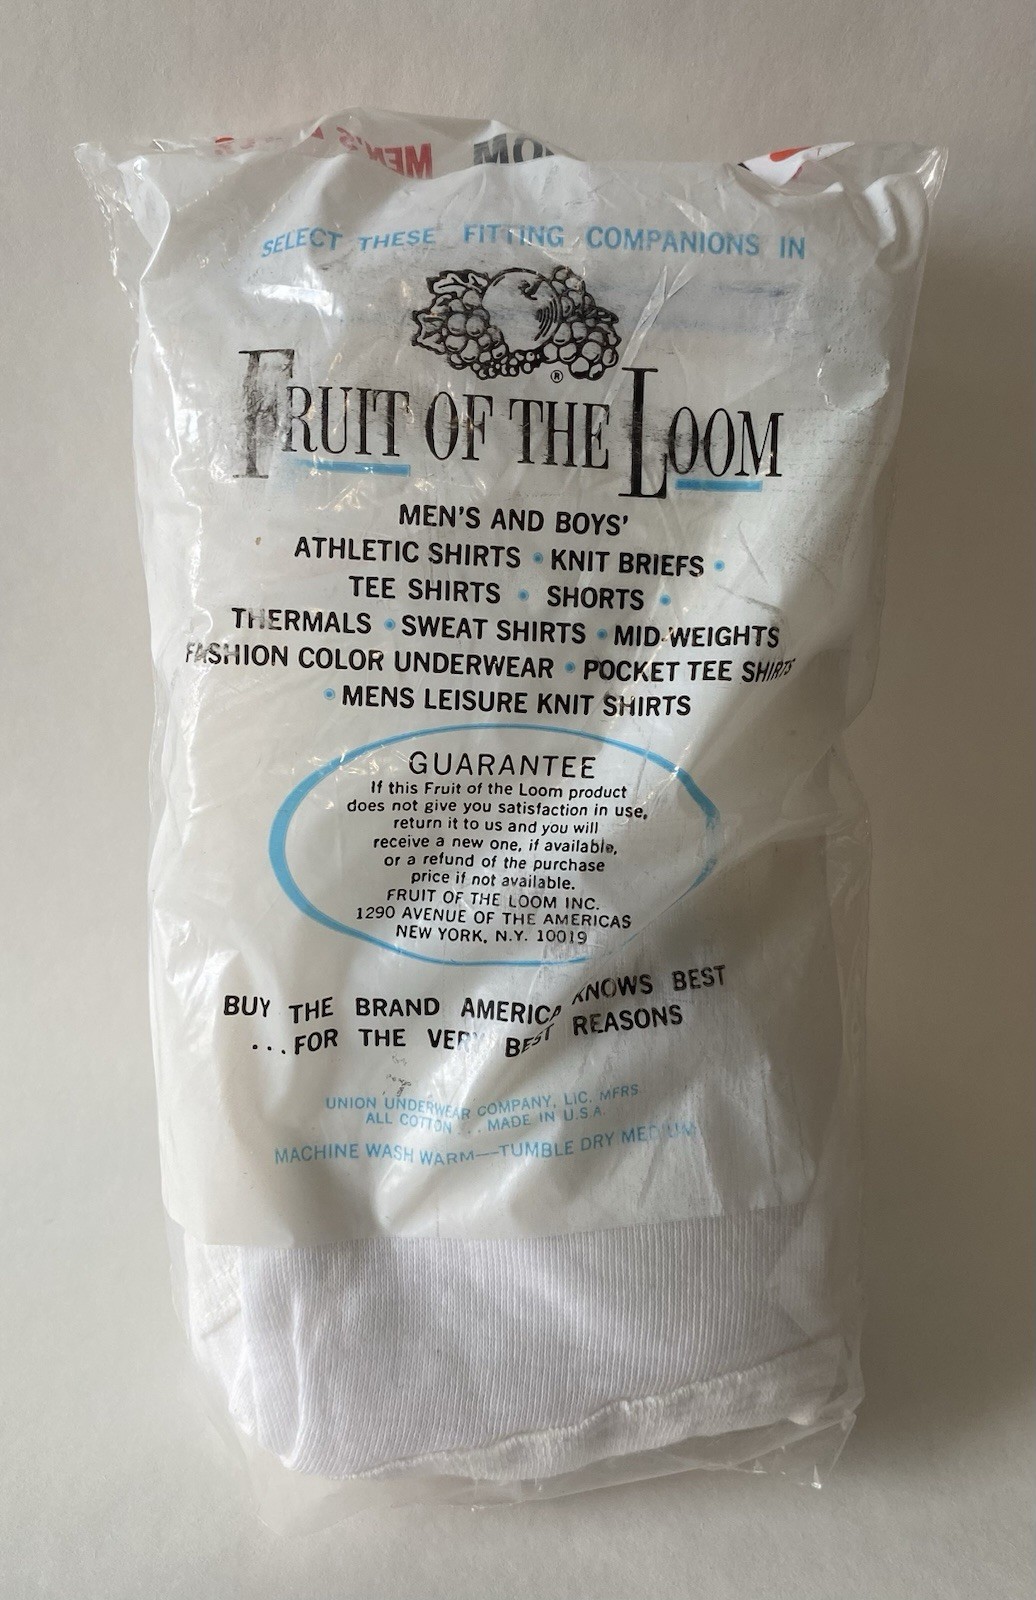 MEN'S
SELECT THESE FITTING COMPANIONS IN
®
FRUIT OF THE LOOM
MEN'S AND BOYS'
ATHLETIC SHIRTS • KNIT BRIEFS •
TEE SHIRTS • SHORTS •
THERMALS • SWEAT SHIRTS • MID-WEIGHTS
FASHION COLOR UNDERWEAR • POCKET TEE SHIRTS
• MENS LEISURE KNIT SHIRTS
GUARANTEE
If this Fruit of the Loom product
does not give you satisfaction in use,
return it to us and you will
receive a new one, if available,
or a refund of the purchase
price if not available.
FRUIT OF THE LOOM INC.
1290 AVENUE OF THE AMERICAS
NEW YORK, N.Y. 10019
BUY THE BRAND AMERICA KNOWS BEST
...FOR THE VERY BEST REASONS
UNION UNDERWEAR COMPANY, LIC. MFRS.
ALL COTTON . . . MADE IN U.S.A.
MACHINE WASH WARM—TUMBLE DRY MEDIUM